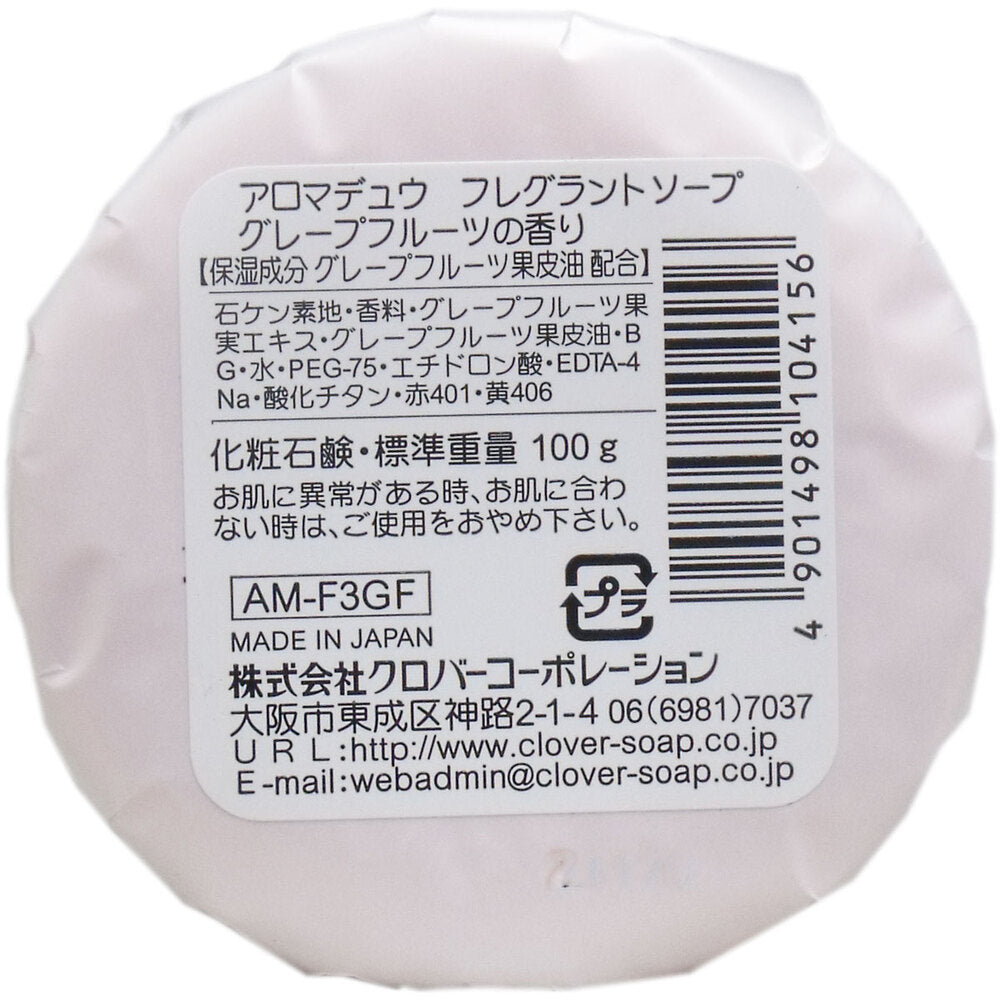 アロマデュウ　フレグラントソープ
グレープフルーツの香り
【保湿成分 グレープフルーツ果皮油 配合】
石ケン素地・香料・グレープフルーツ果
実エキス・グレープフルーツ果皮油・B
G・水・PEG-75・エチドロン酸・EDTA-4
Na・酸化チタン・赤401・黄406
化粧石鹸・標準重量 100g
お肌に異常がある時、お肌に合わ
ない時は、ご使用をおやめ下さい。
AM-F3GF
プラ
MADE IN JAPAN
株式会社クロバーコーポレーション
大阪市東成区神路2-1-4 06(6981)7037
URL:http://www.clover-soap.co.jp
E-mail:webadmin@clover-soap.co.jp
4901498104156